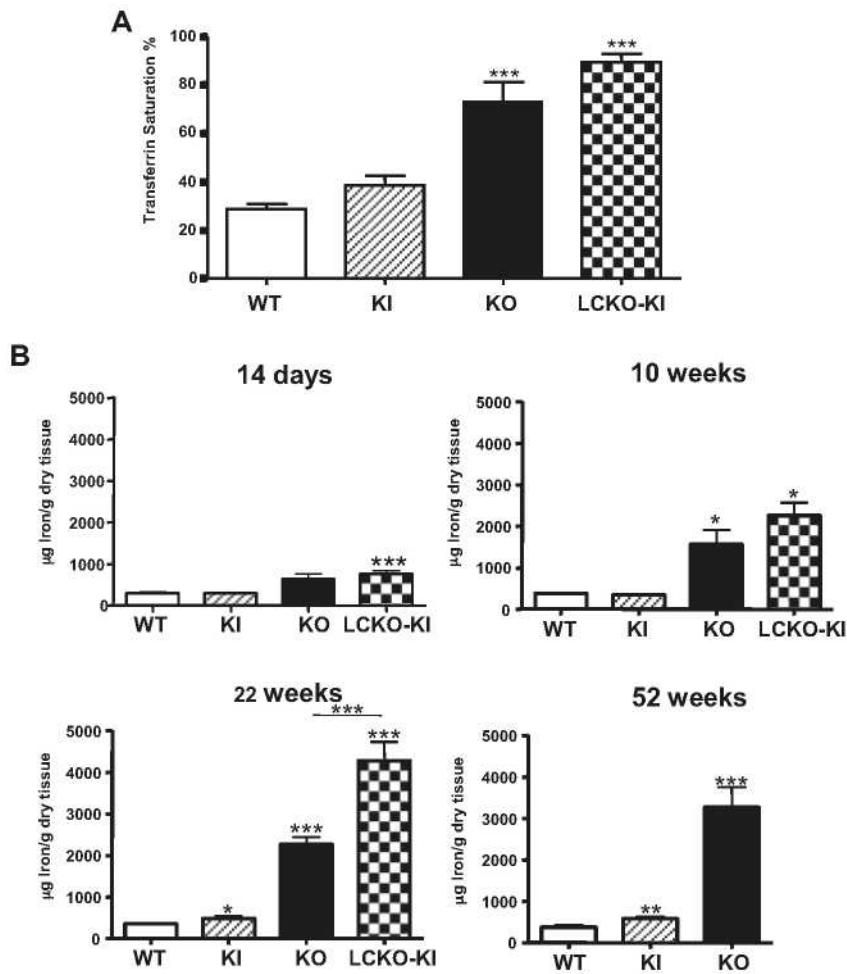 A
Transferrin Saturation %
100
80
60
40
20
0
***
***
WT KI KO LCKO-KI
B
14 days
µg Iron/g dry tissue
5000
4000
3000
2000
1000
0
***
WT KI KO LCKO-KI
10 weeks
µg Iron/g dry tissue
5000
4000
3000
2000
1000
0
*
*
WT KI KO LCKO-KI
22 weeks
***
µg Iron/g dry tissue
5000
4000
3000
2000
1000
0
*
***
***
WT KI KO LCKO-KI
52 weeks
µg Iron/g dry tissue
5000
4000
3000
2000
1000
0
**
***
WT KI KO